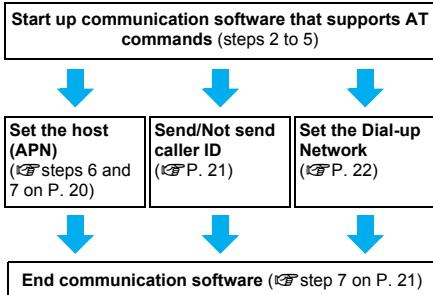 Start up communication software that supports AT
commands (steps 2 to 5)
Set the host
(APN)
(☞steps 6 and
7 on P. 20)
Send/Not send
caller ID
(☞P. 21)
Set the Dial-up
Network
(☞P. 22)
End communication software (☞step 7 on P. 21)